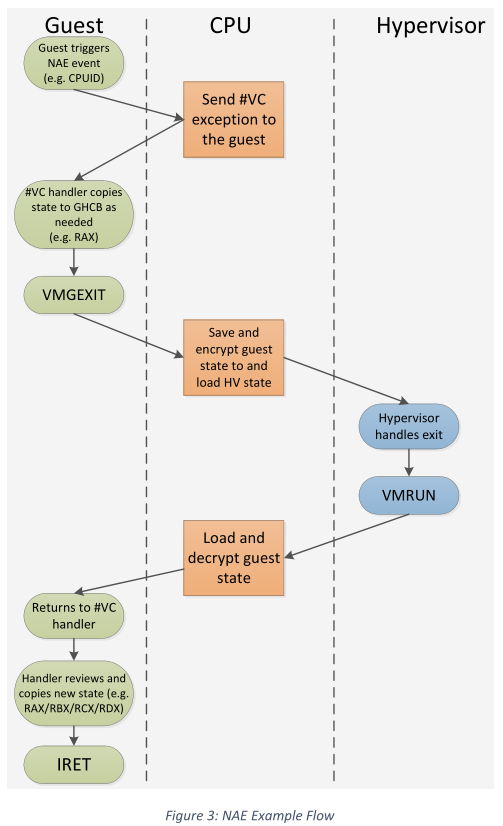 Guest
CPU
Hypervisor
Guest triggers
NAE event
(e.g. CPUID)
Send #VC
exception to
the guest
#VC handler copies
state to GHCB as
needed
(e.g. RAX)
VMGEXIT
Save and
encrypt guest
state to and
load HV state
Hypervisor
handles exit
VMRUN
Load and
decrypt guest
state
Returns to #VC
handler
Handler reviews and
copies new state (e.g.
RAX/RBX/RCX/RDX)
IRET
Figure 3: NAE Example Flow